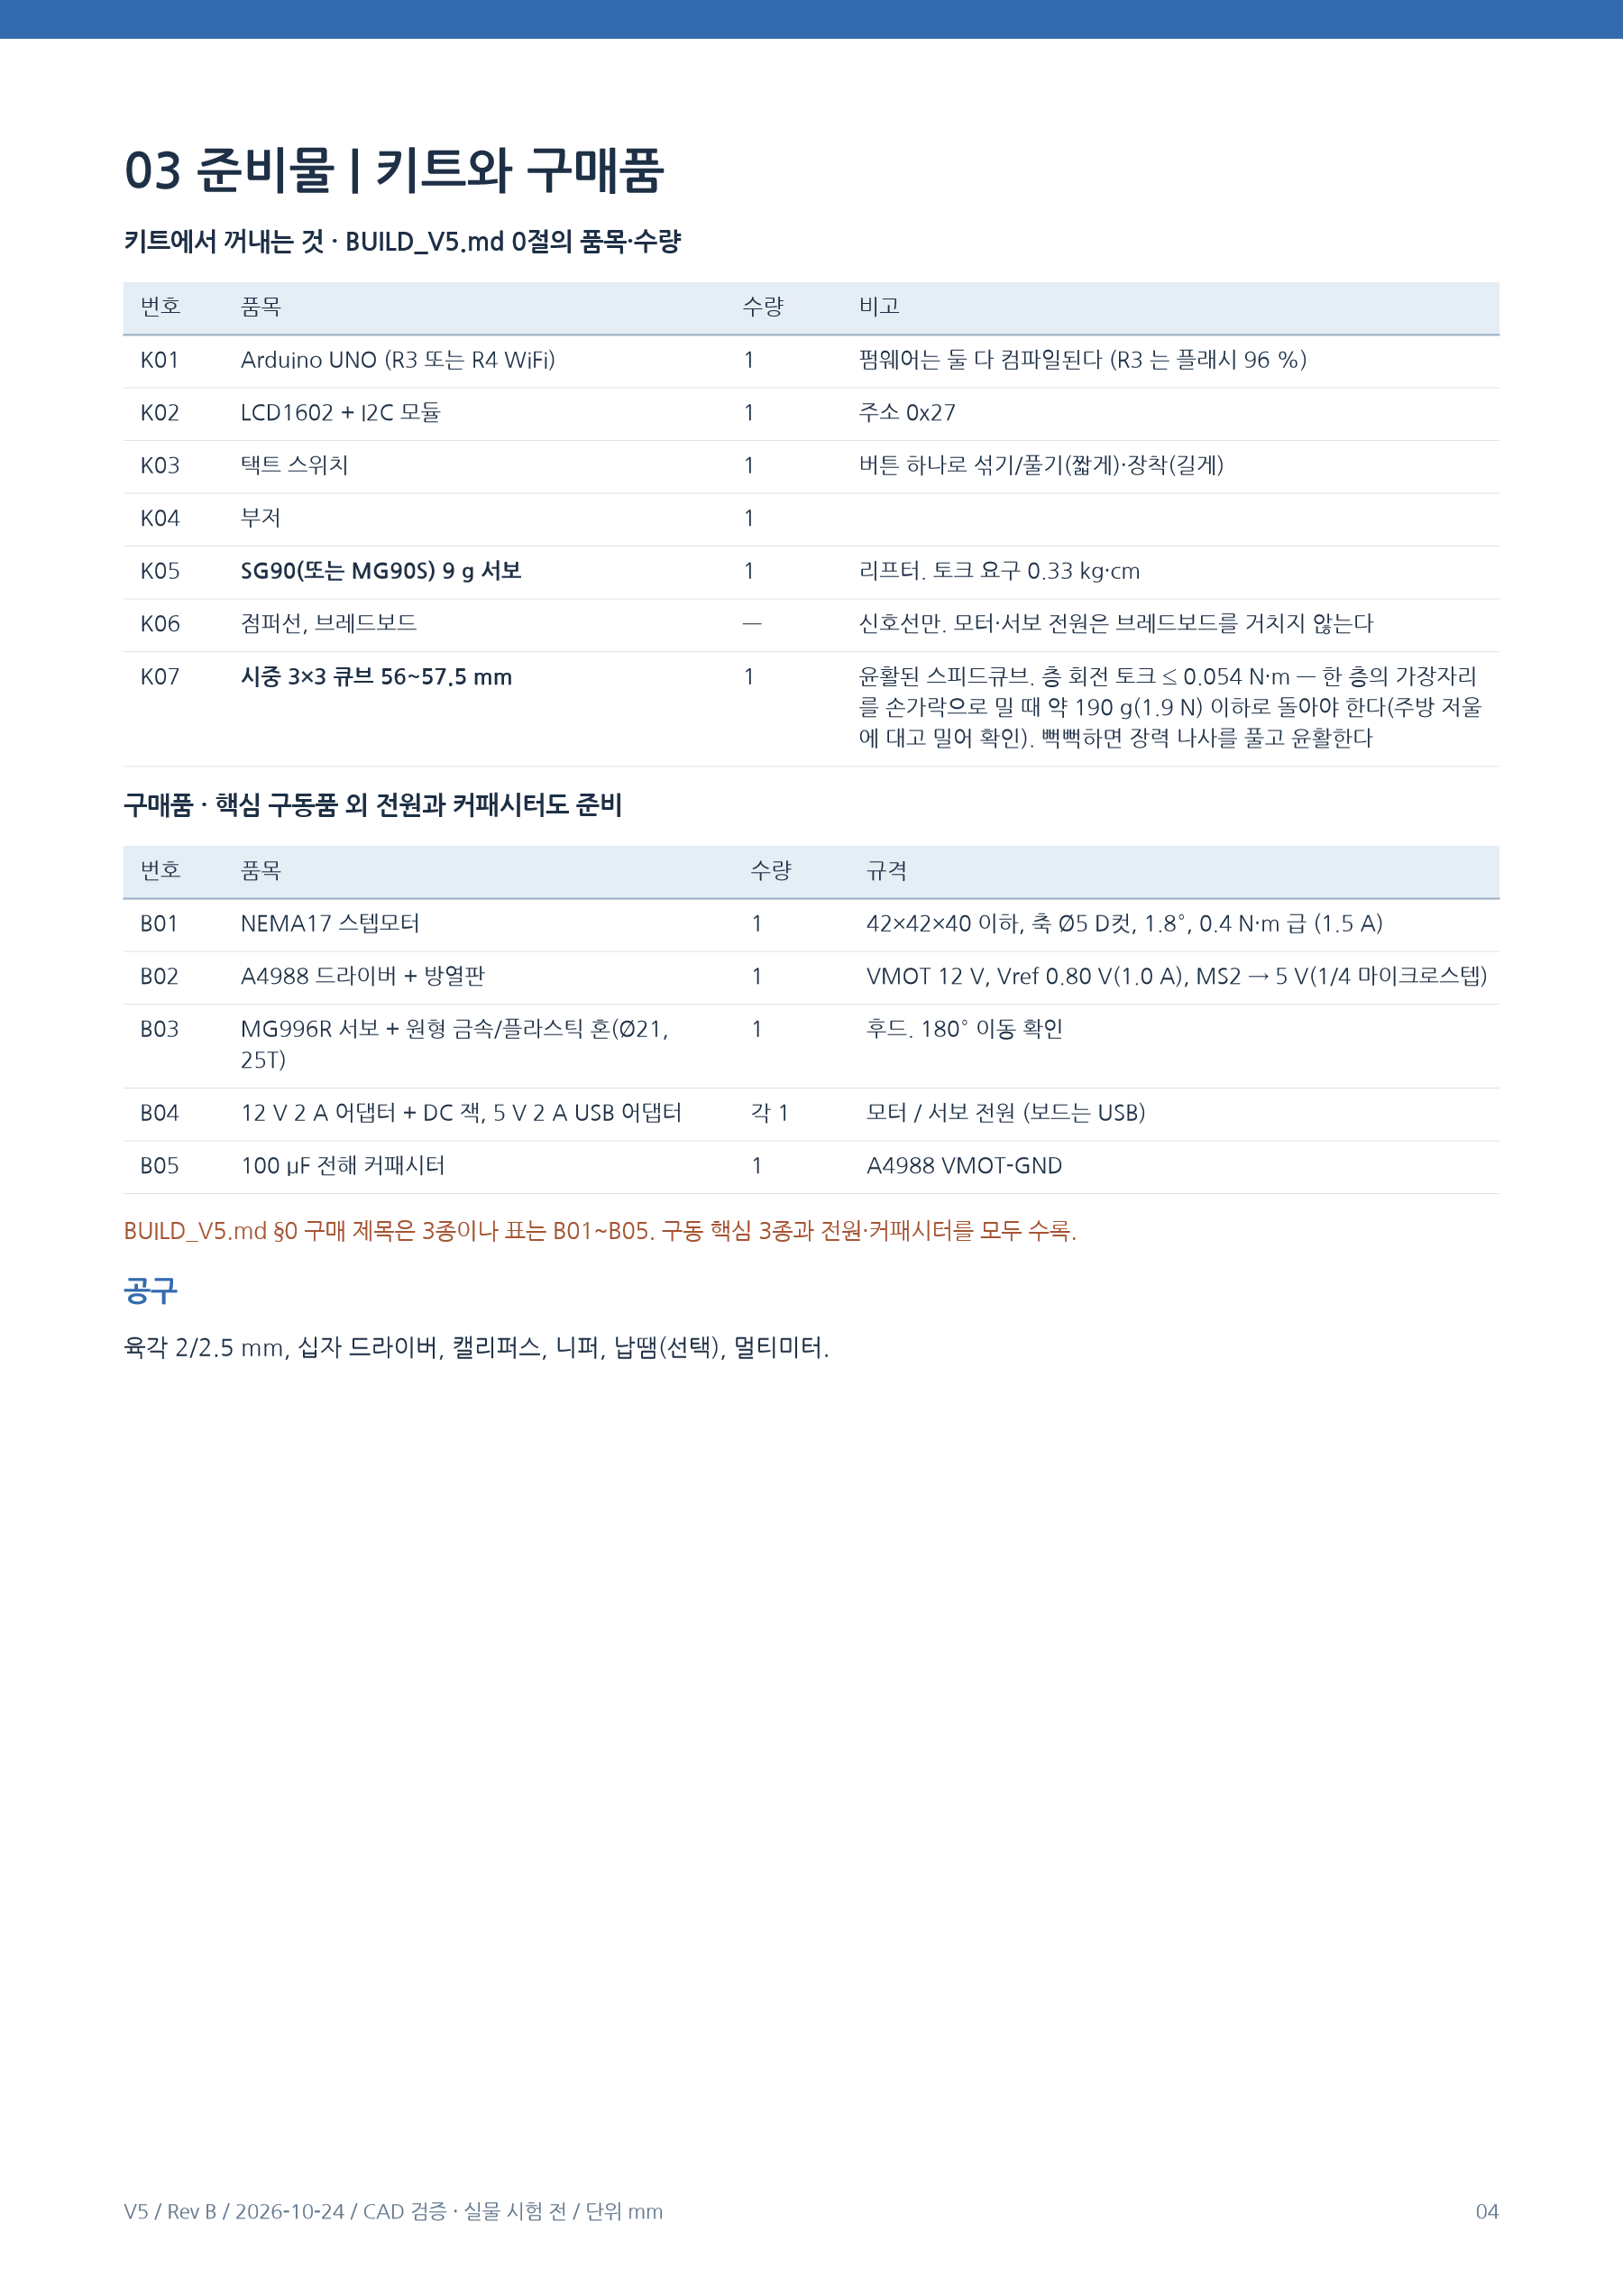 03 준비물 | 키트와 구매품
키트에서 꺼내는 것 · BUILD_V5.md 0절의 품목·수량
번호 품목 수량 비고
K01 Arduino UNO (R3 또는 R4 WiFi) 1 펌웨어는 둘 다 컴파일된다 (R3 는 플래시 96 %)
K02 LCD1602 + I2C 모듈 1 주소 0x27
K03 택트 스위치 1 버튼 하나로 섞기/풀기(짧게)·장착(길게)
K04 부저 1
K05 SG90(또는 MG90S) 9 g 서보 1 리프터. 토크 요구 0.33 kg·cm
K06 점퍼선, 브레드보드 — 신호선만. 모터·서보 전원은 브레드보드를 거치지 않는다
K07 시중 3×3 큐브 56~57.5 mm 1 윤활된 스피드큐브. 층 회전 토크 ≤ 0.054 N·m — 한 층의 가장자리
를 손가락으로 밀 때 약 190 g(1.9 N) 이하로 돌아야 한다(주방 저울
에 대고 밀어 확인). 뻑뻑하면 장력 나사를 풀고 윤활한다
구매품 · 핵심 구동품 외 전원과 커패시터도 준비
번호 품목 수량 규격
B01 NEMA17 스텝모터 1 42×42×40 이하, 축 Ø5 D컷, 1.8°, 0.4 N·m 급 (1.5 A)
B02 A4988 드라이버 + 방열판 1 VMOT 12 V, Vref 0.80 V(1.0 A), MS2 → 5 V(1/4 마이크로스텝)
B03 MG996R 서보 + 원형 금속/플라스틱 혼(Ø21, 1 후드. 180° 이동 확인
25T)
B04 12 V 2 A 어댑터 + DC 잭, 5 V 2 A USB 어댑터 각 1 모터 / 서보 전원 (보드는 USB)
B05 100 µF 전해 커패시터 1 A4988 VMOT-GND
BUILD_V5.md §0 구매 제목은 3종이나 표는 B01~B05. 구동 핵심 3종과 전원·커패시터를 모두 수록.
공구
육각 2/2.5 mm, 십자 드라이버, 캘리퍼스, 니퍼, 납땜(선택), 멀티미터.
V5 / Rev B / 2026-10-24 / CAD 검증 · 실물 시험 전 / 단위 mm 04